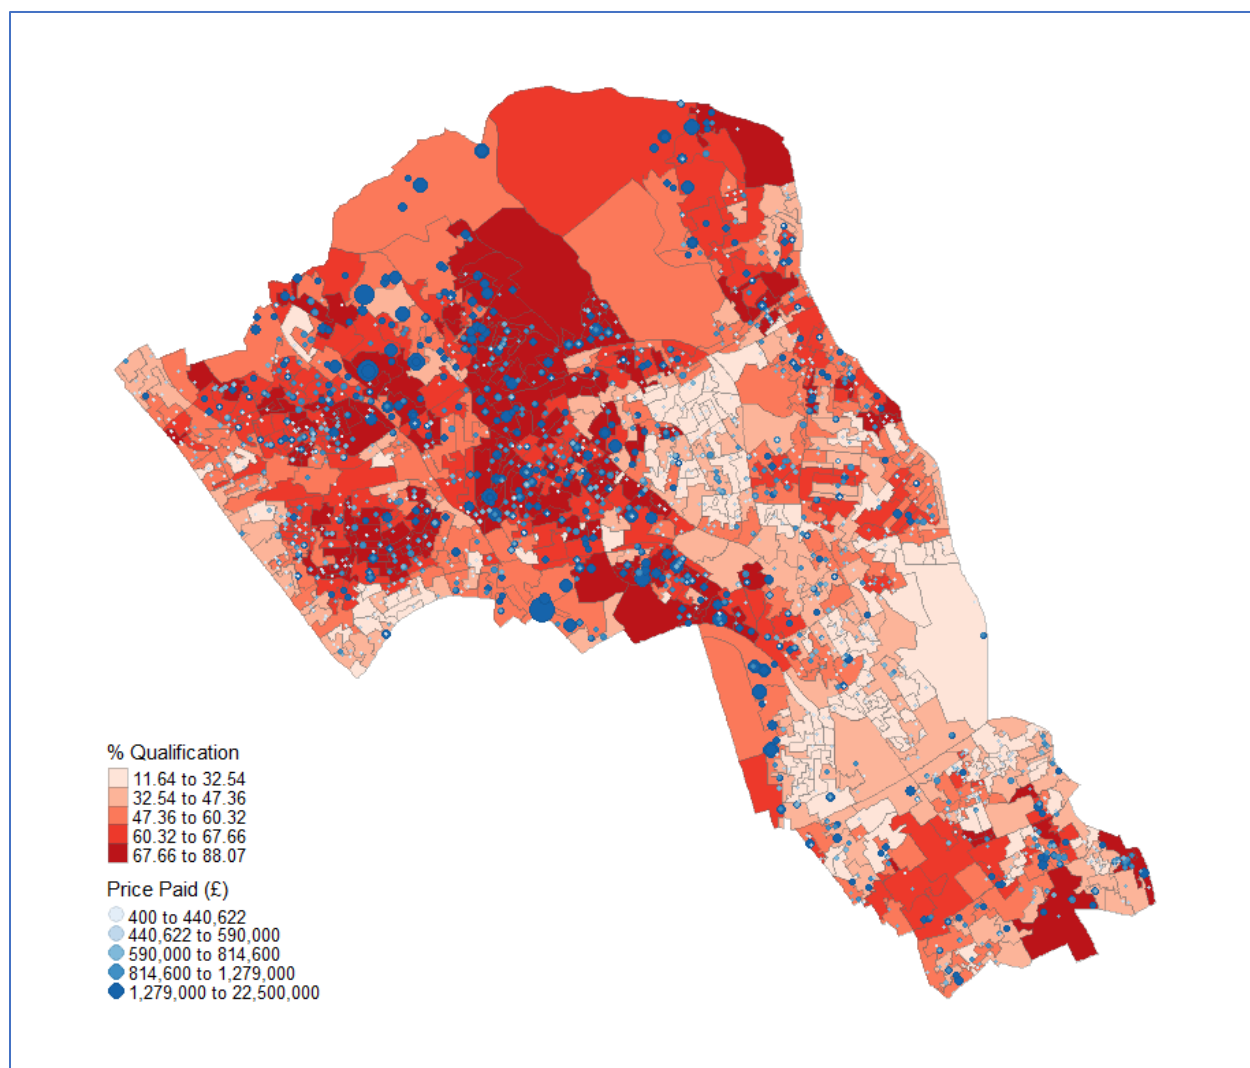 % Qualification
11.64 to 32.54
32.54 to 47.36
47.36 to 60.32
60.32 to 67.66
67.66 to 88.07
Price Paid (£)
400 to 440,622
440,622 to 590,000
590,000 to 814,600
814,600 to 1,279,000
1,279,000 to 22,500,000